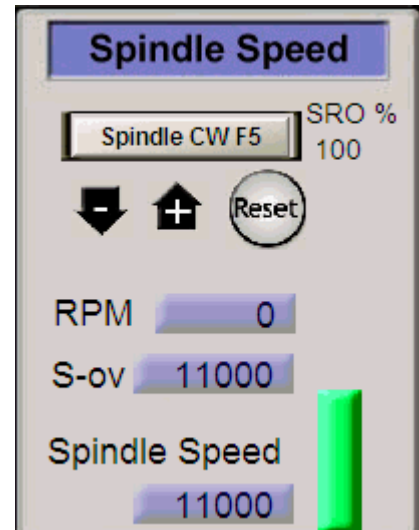 Spindle Speed
SRO %
Spindle CW F5
100
- + Reset
RPM 0
S-ov 11000
Spindle Speed
11000